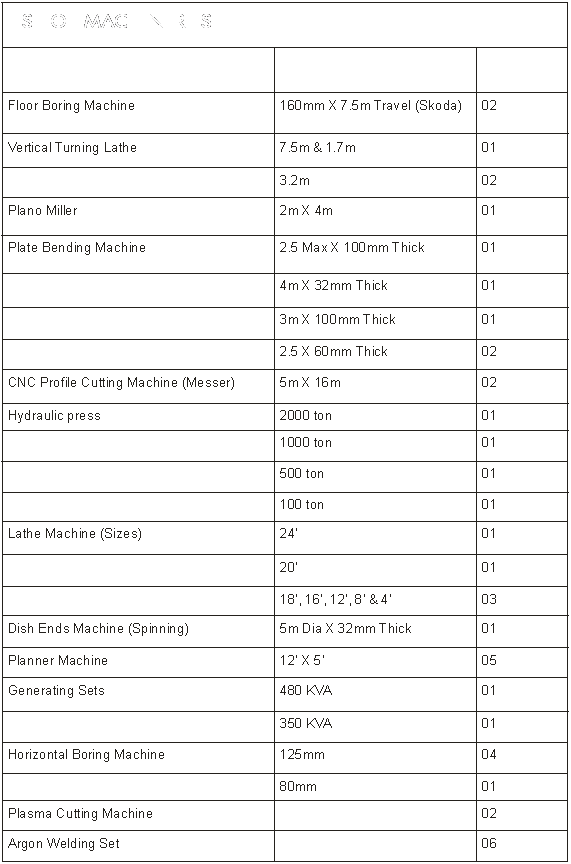 Floor Boring Machine 160mm X 7.5m Travel (Skoda) 02
Vertical Turning Lathe 7.5m & 1.7m 01
3.2m 02
Plano Miller 2m X 4m 01
Plate Bending Machine 2.5 Max X 100mm Thick 01
4m X 32mm Thick 01
3m X 100mm Thick 01
2.5 X 60mm Thick 02
CNC Profile Cutting Machine (Messer) 5m X 16m 02
Hydraulic press 2000 ton 01
1000 ton 01
500 ton 01
100 ton 01
Lathe Machine (Sizes) 24' 01
20' 01
18', 16', 12', 8' & 4' 03
Dish Ends Machine (Spinning) 5m Dia X 32mm Thick 01
Planner Machine 12' X 5' 05
Generating Sets 480 KVA 01
350 KVA 01
Horizontal Boring Machine 125mm 04
80mm 01
Plasma Cutting Machine 02
Argon Welding Set 06